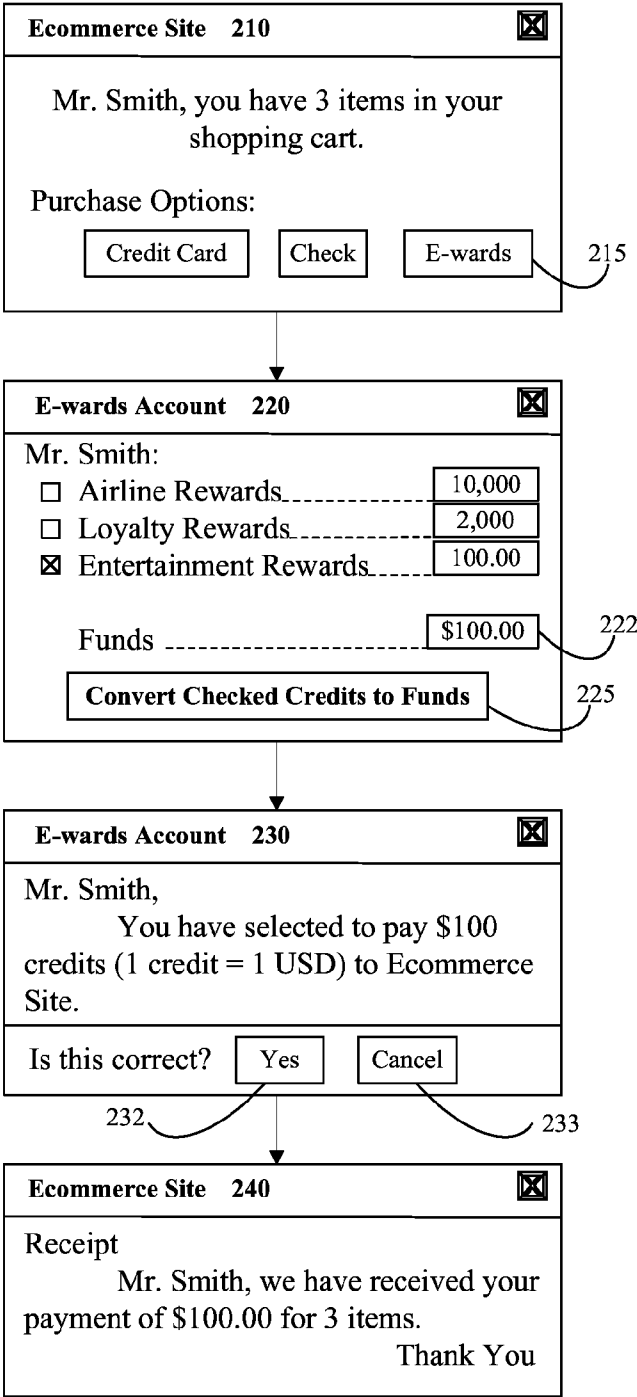 Ecommerce Site 210
Mr. Smith, you have 3 items in your
shopping cart.
Purchase Options:
Credit Card Check E-wards 215
E-wards Account 220
Mr. Smith:
Airline Rewards 10,000
Loyalty Rewards 2,000
Entertainment Rewards 100.00
Funds $100.00 222
Convert Checked Credits to Funds 225
E-wards Account 230
Mr. Smith,
You have selected to pay $100
credits (1 credit = 1 USD) to Ecommerce
Site.
Is this correct? Yes Cancel
232 233
Ecommerce Site 240
Receipt
Mr. Smith, we have received your
payment of $100.00 for 3 items.
Thank You